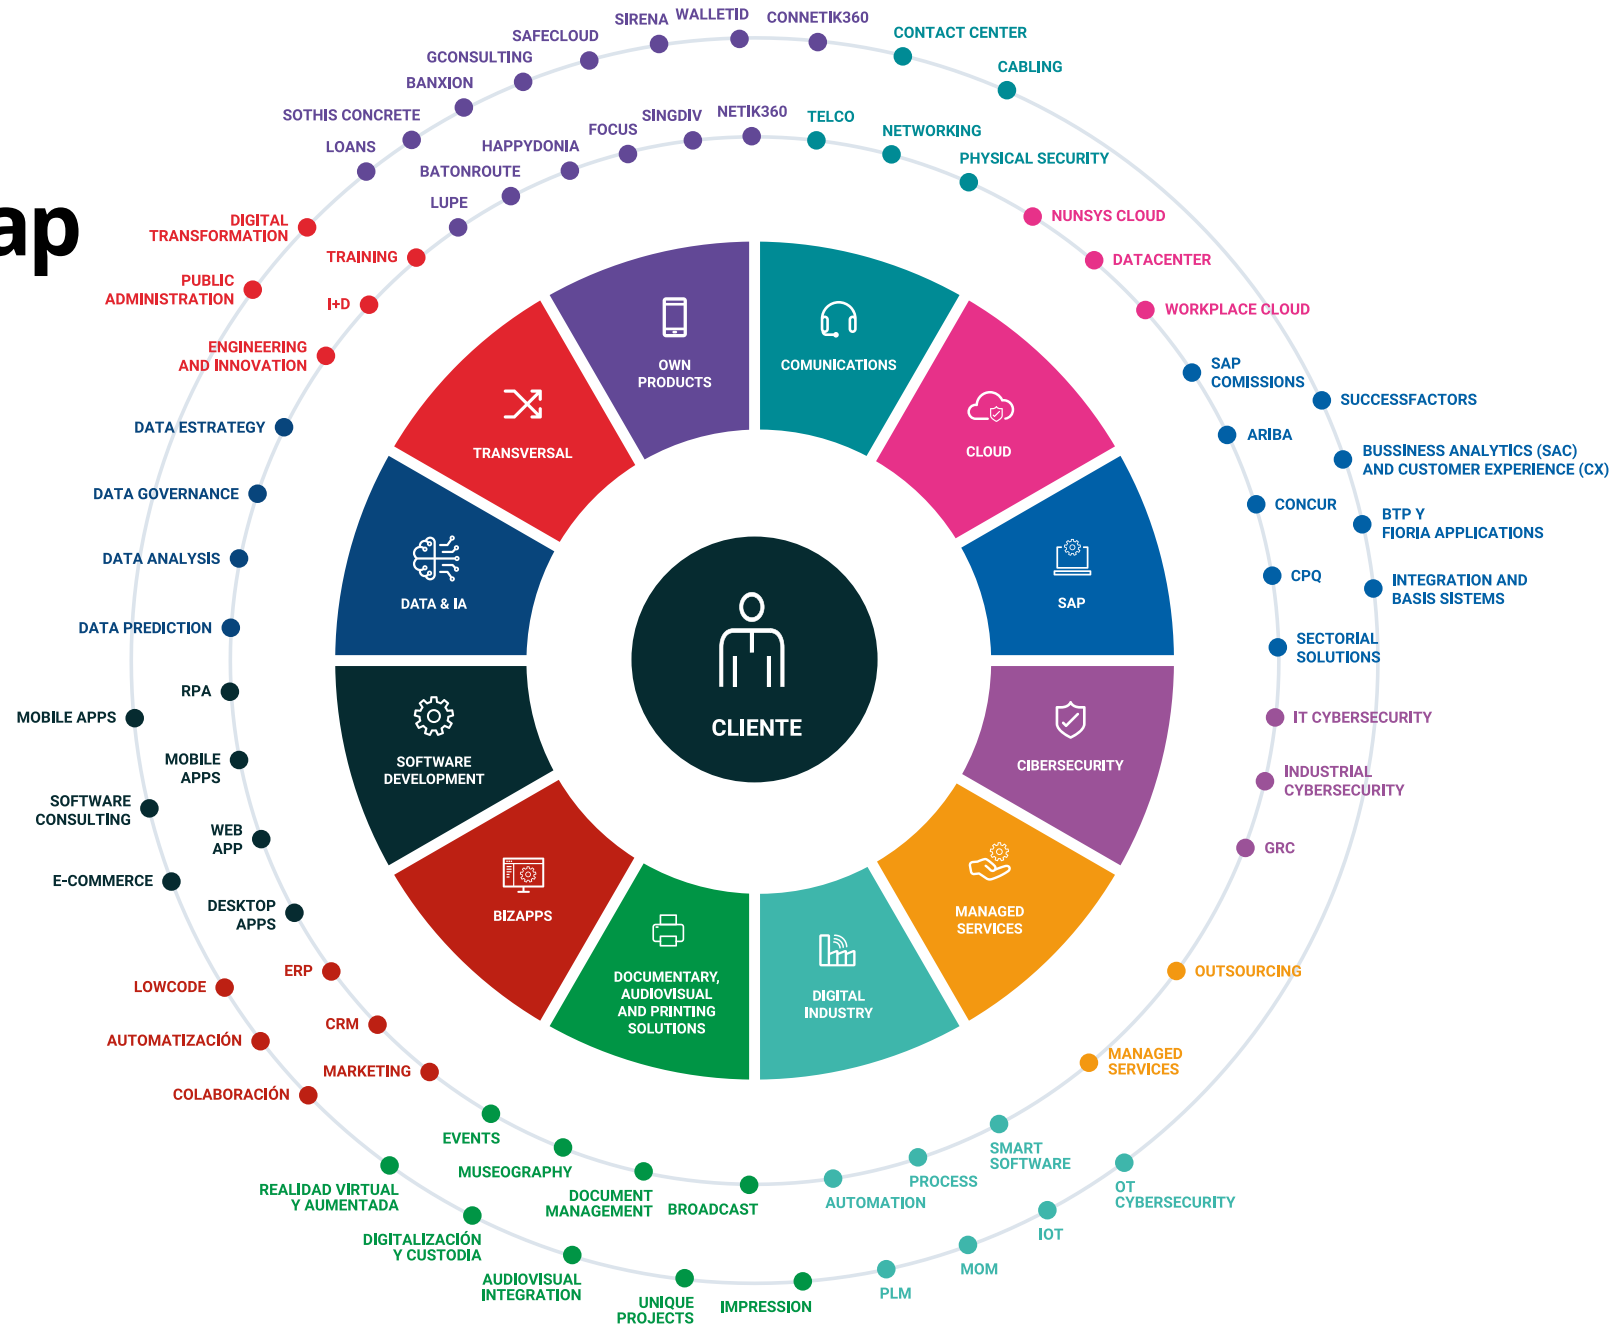 ap
SIRENA
WALLETID
CONNETIK360
SAFECLOUD
GCONSULTING
BANXION
SOTHIS CONCRETE
LOANS
CONTACT CENTER
CABLING
NETIK360
SINGDIV
FOCUS
HAPPYDONIA
BATONROUTE
LUPE
TELCO
NETWORKING
PHYSICAL SECURITY
NUNSYS CLOUD
DATACENTER
WORKPLACE CLOUD
DIGITAL
TRANSFORMATION
PUBLIC
ADMINISTRATION
TRAINING
I+D
ENGINEERING
AND INNOVATION
DATA ESTRATEGY
DATA GOVERNANCE
DATA ANALYSIS
DATA PREDICTION
RPA
MOBILE APPS
MOBILE
APPS
SOFTWARE
CONSULTING
WEB
APP
E-COMMERCE
DESKTOP
APPS
ERP
LOWCODE
CRM
AUTOMATIZACIÓN
MARKETING
COLABORACIÓN
OWN
PRODUCTS
COMUNICATIONS
CLOUD
SAP
CIBERSECURITY
MANAGED
SERVICES
DIGITAL
INDUSTRY
DOCUMENTARY,
AUDIOVISUAL
AND PRINTING
SOLUTIONS
BIZAPPS
SOFTWARE
DEVELOPMENT
DATA & IA
TRANSVERSAL
CLIENTE
SAP
COMISSIONS
SUCCESSFACTORS
ARIBA
BUSSINESS ANALYTICS (SAC)
AND CUSTOMER EXPERIENCE (CX)
CONCUR
BTP Y
FIORIA APPLICATIONS
CPQ
INTEGRATION AND
BASIS SISTEMS
SECTORIAL
SOLUTIONS
IT CYBERSECURITY
INDUSTRIAL
CYBERSECURITY
GRC
OUTSOURCING
MANAGED
SERVICES
SMART
SOFTWARE
PROCESS
AUTOMATION
OT
CYBERSECURITY
IOT
MOM
PLM
EVENTS
MUSEOGRAPHY
DOCUMENT
MANAGEMENT
BROADCAST
REALIDAD VIRTUAL
Y AUMENTADA
DIGITALIZACIÓN
Y CUSTODIA
AUDIOVISUAL
INTEGRATION
UNIQUE
PROJECTS
IMPRESSION